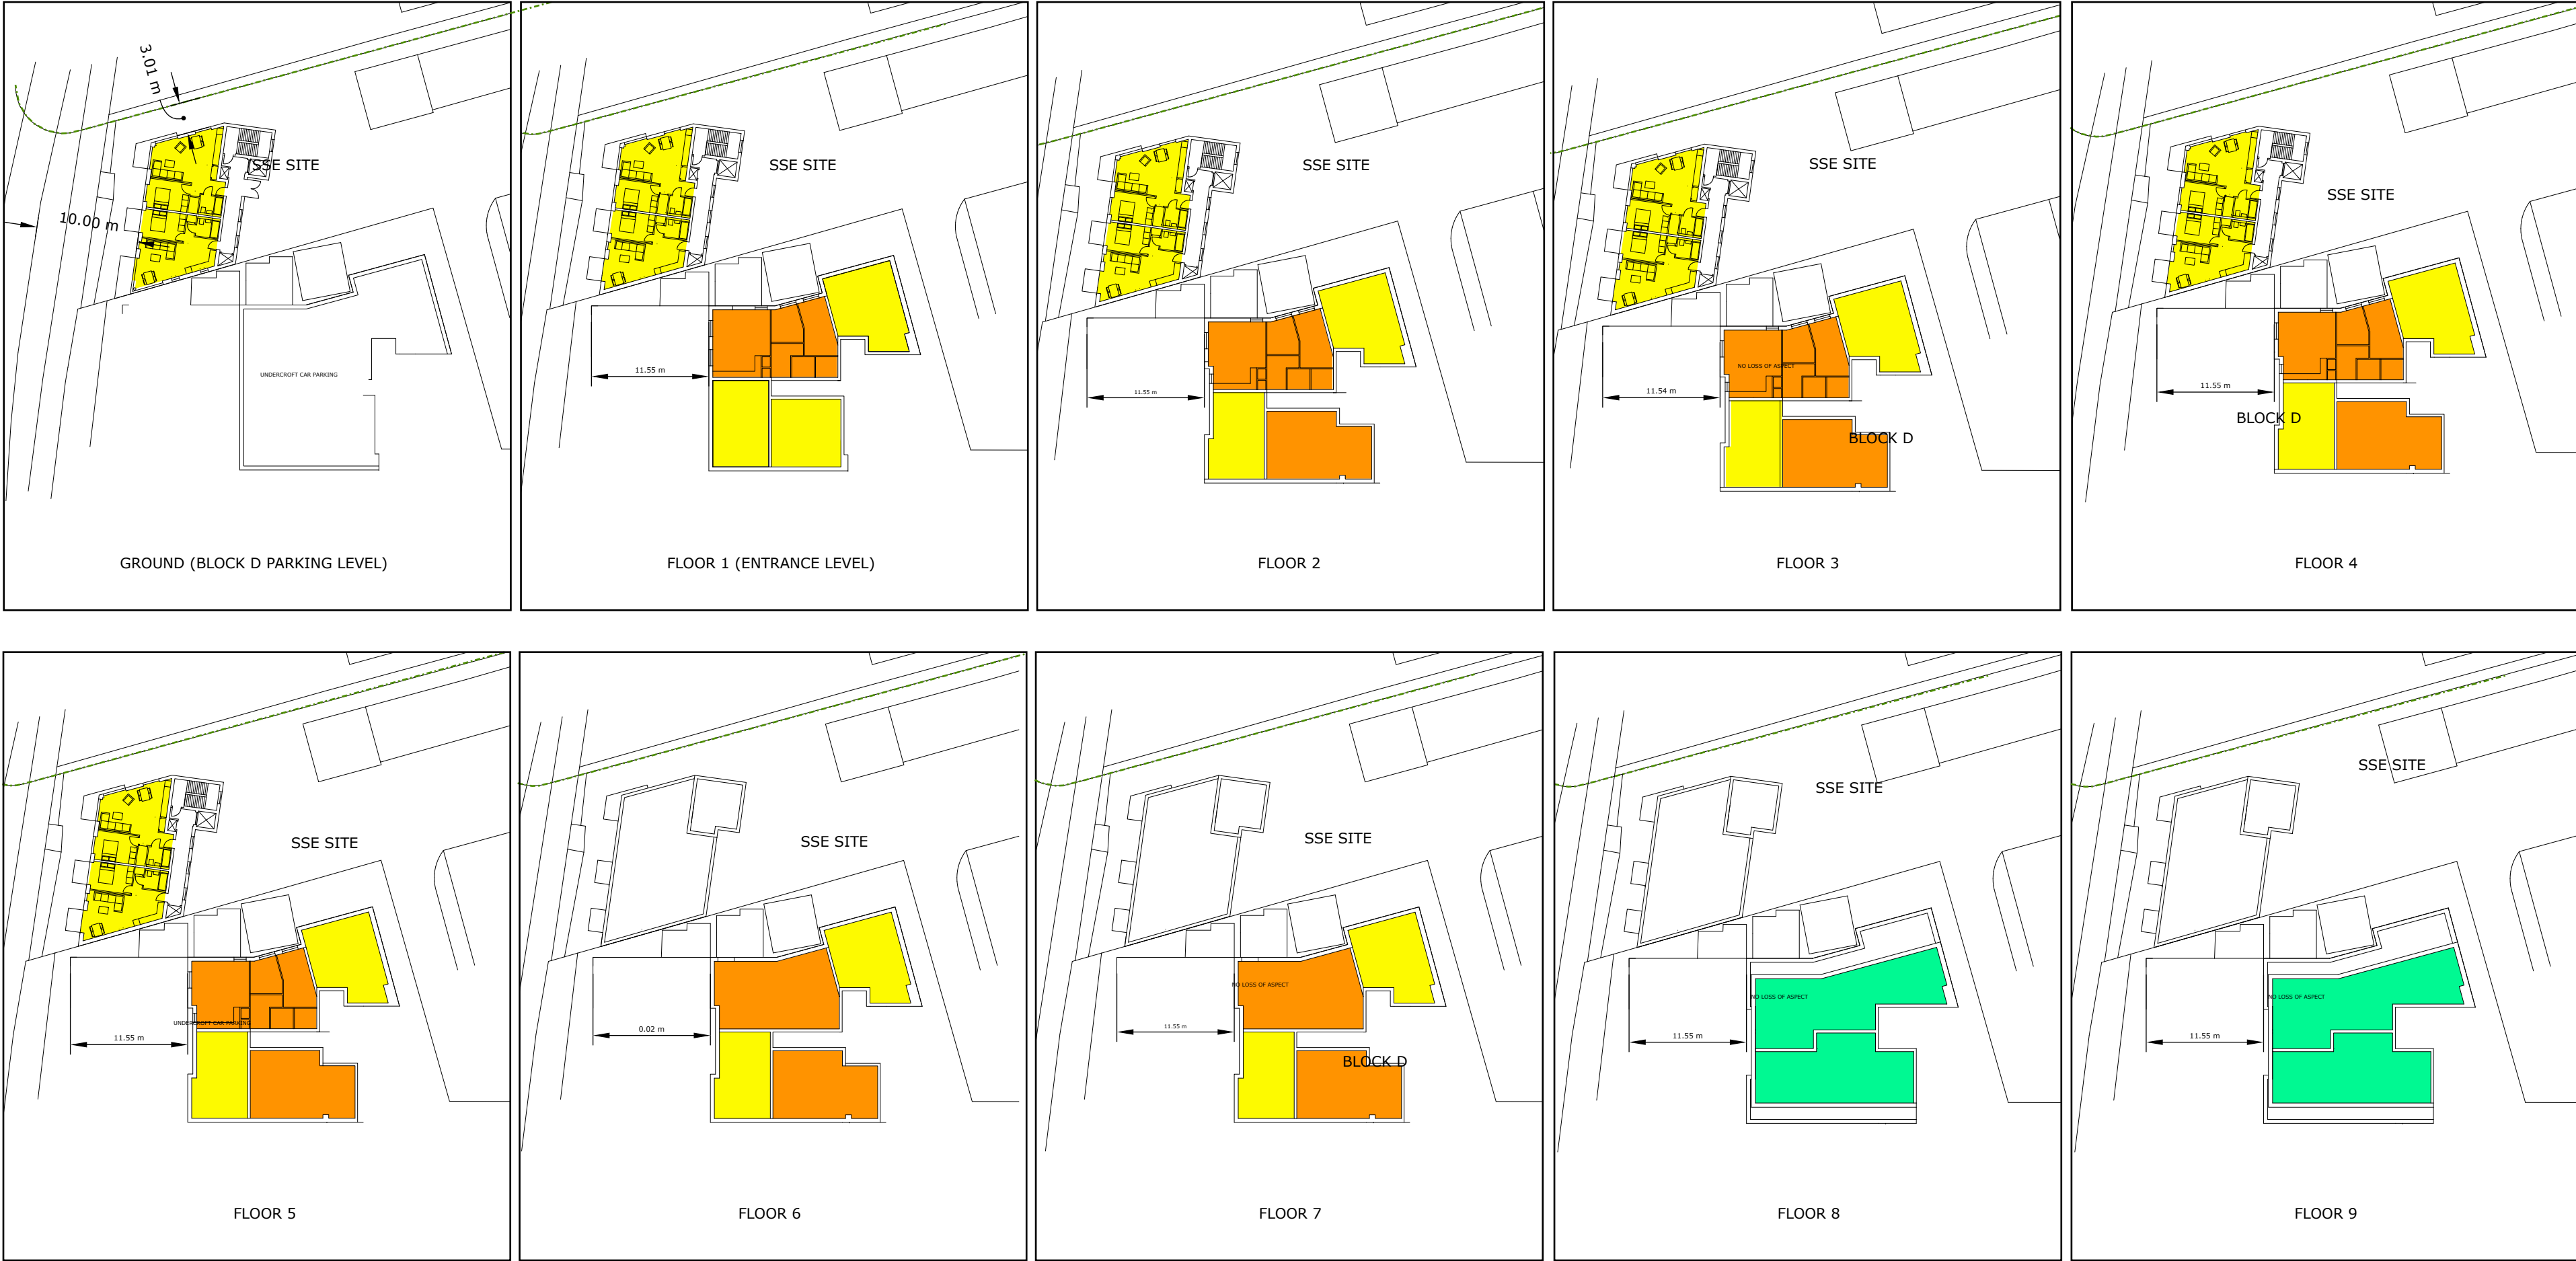 3.01 m
SSE SITE
10.00 m
UNDERCROFT CAR PARKING
GROUND (BLOCK D PARKING LEVEL)
SSE SITE
11.55 m
FLOOR 1 (ENTRANCE LEVEL)
SSE SITE
11.55 m
FLOOR 2
SSE SITE
NO LOSS OF ASPECT
11.54 m
BLOCK D
FLOOR 3
SSE SITE
11.55 m
BLOCK D
FLOOR 4
SSE SITE
UNDERCROFT CAR PARKING
11.55 m
FLOOR 5
SSE SITE
0.02 m
FLOOR 6
SSE SITE
NO LOSS OF ASPECT
11.55 m
BLOCK D
FLOOR 7
SSE SITE
NO LOSS OF ASPECT
11.55 m
FLOOR 8
SSE SITE
NO LOSS OF ASPECT
11.55 m
FLOOR 9